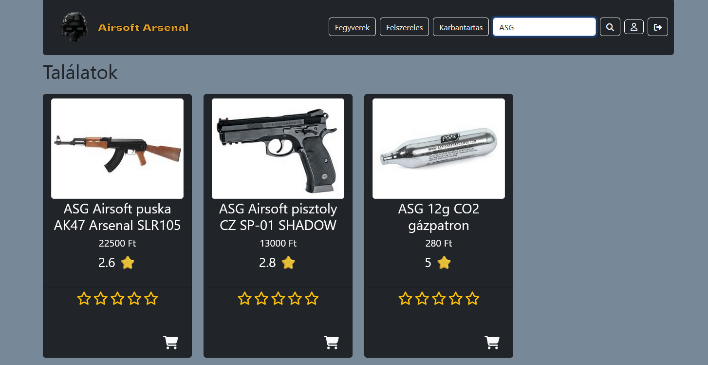 Airsoft Arsenal
Fegyverek
Felszerelés
Karbantartás
ASG
Találatok
ASG Airsoft puska
AK47 Arsenal SLR105
22500 Ft
2.6
ASG Airsoft pisztoly
CZ SP-01 SHADOW
13000 Ft
2.8
ASG 12g CO2
gázpatron
280 Ft
5